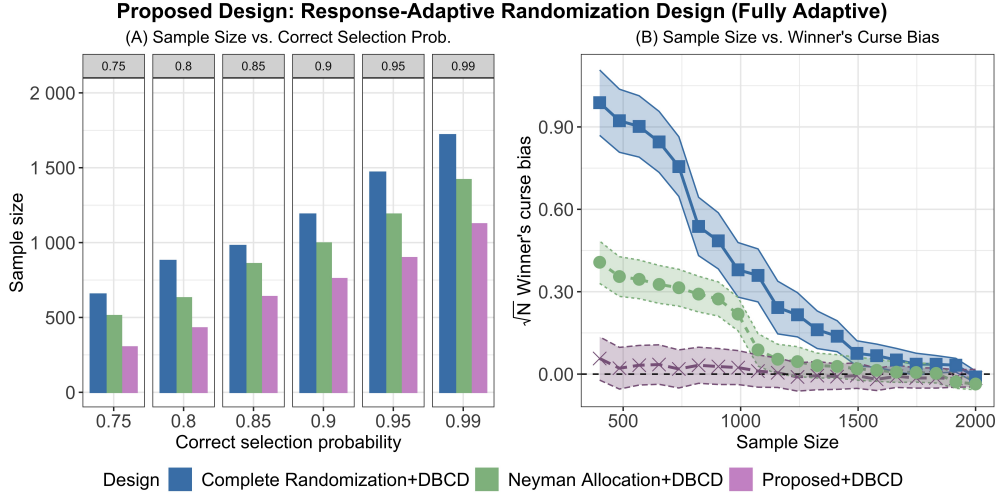 Proposed Design: Response-Adaptive Randomization Design (Fully Adaptive)
(A) Sample Size vs. Correct Selection Prob.
0.75 0.8 0.85 0.9 0.95 0.99
Sample size
2 000
1 500
1 000
500
0
0.75 0.8 0.85 0.9 0.95 0.99
Correct selection probability
(B) Sample Size vs. Winner's Curse Bias
√N Winner's curse bias
0.90
0.60
0.30
0.00
500 1000 1500 2000
Sample Size
Design Complete Randomization+DBCD Neyman Allocation+DBCD Proposed+DBCD